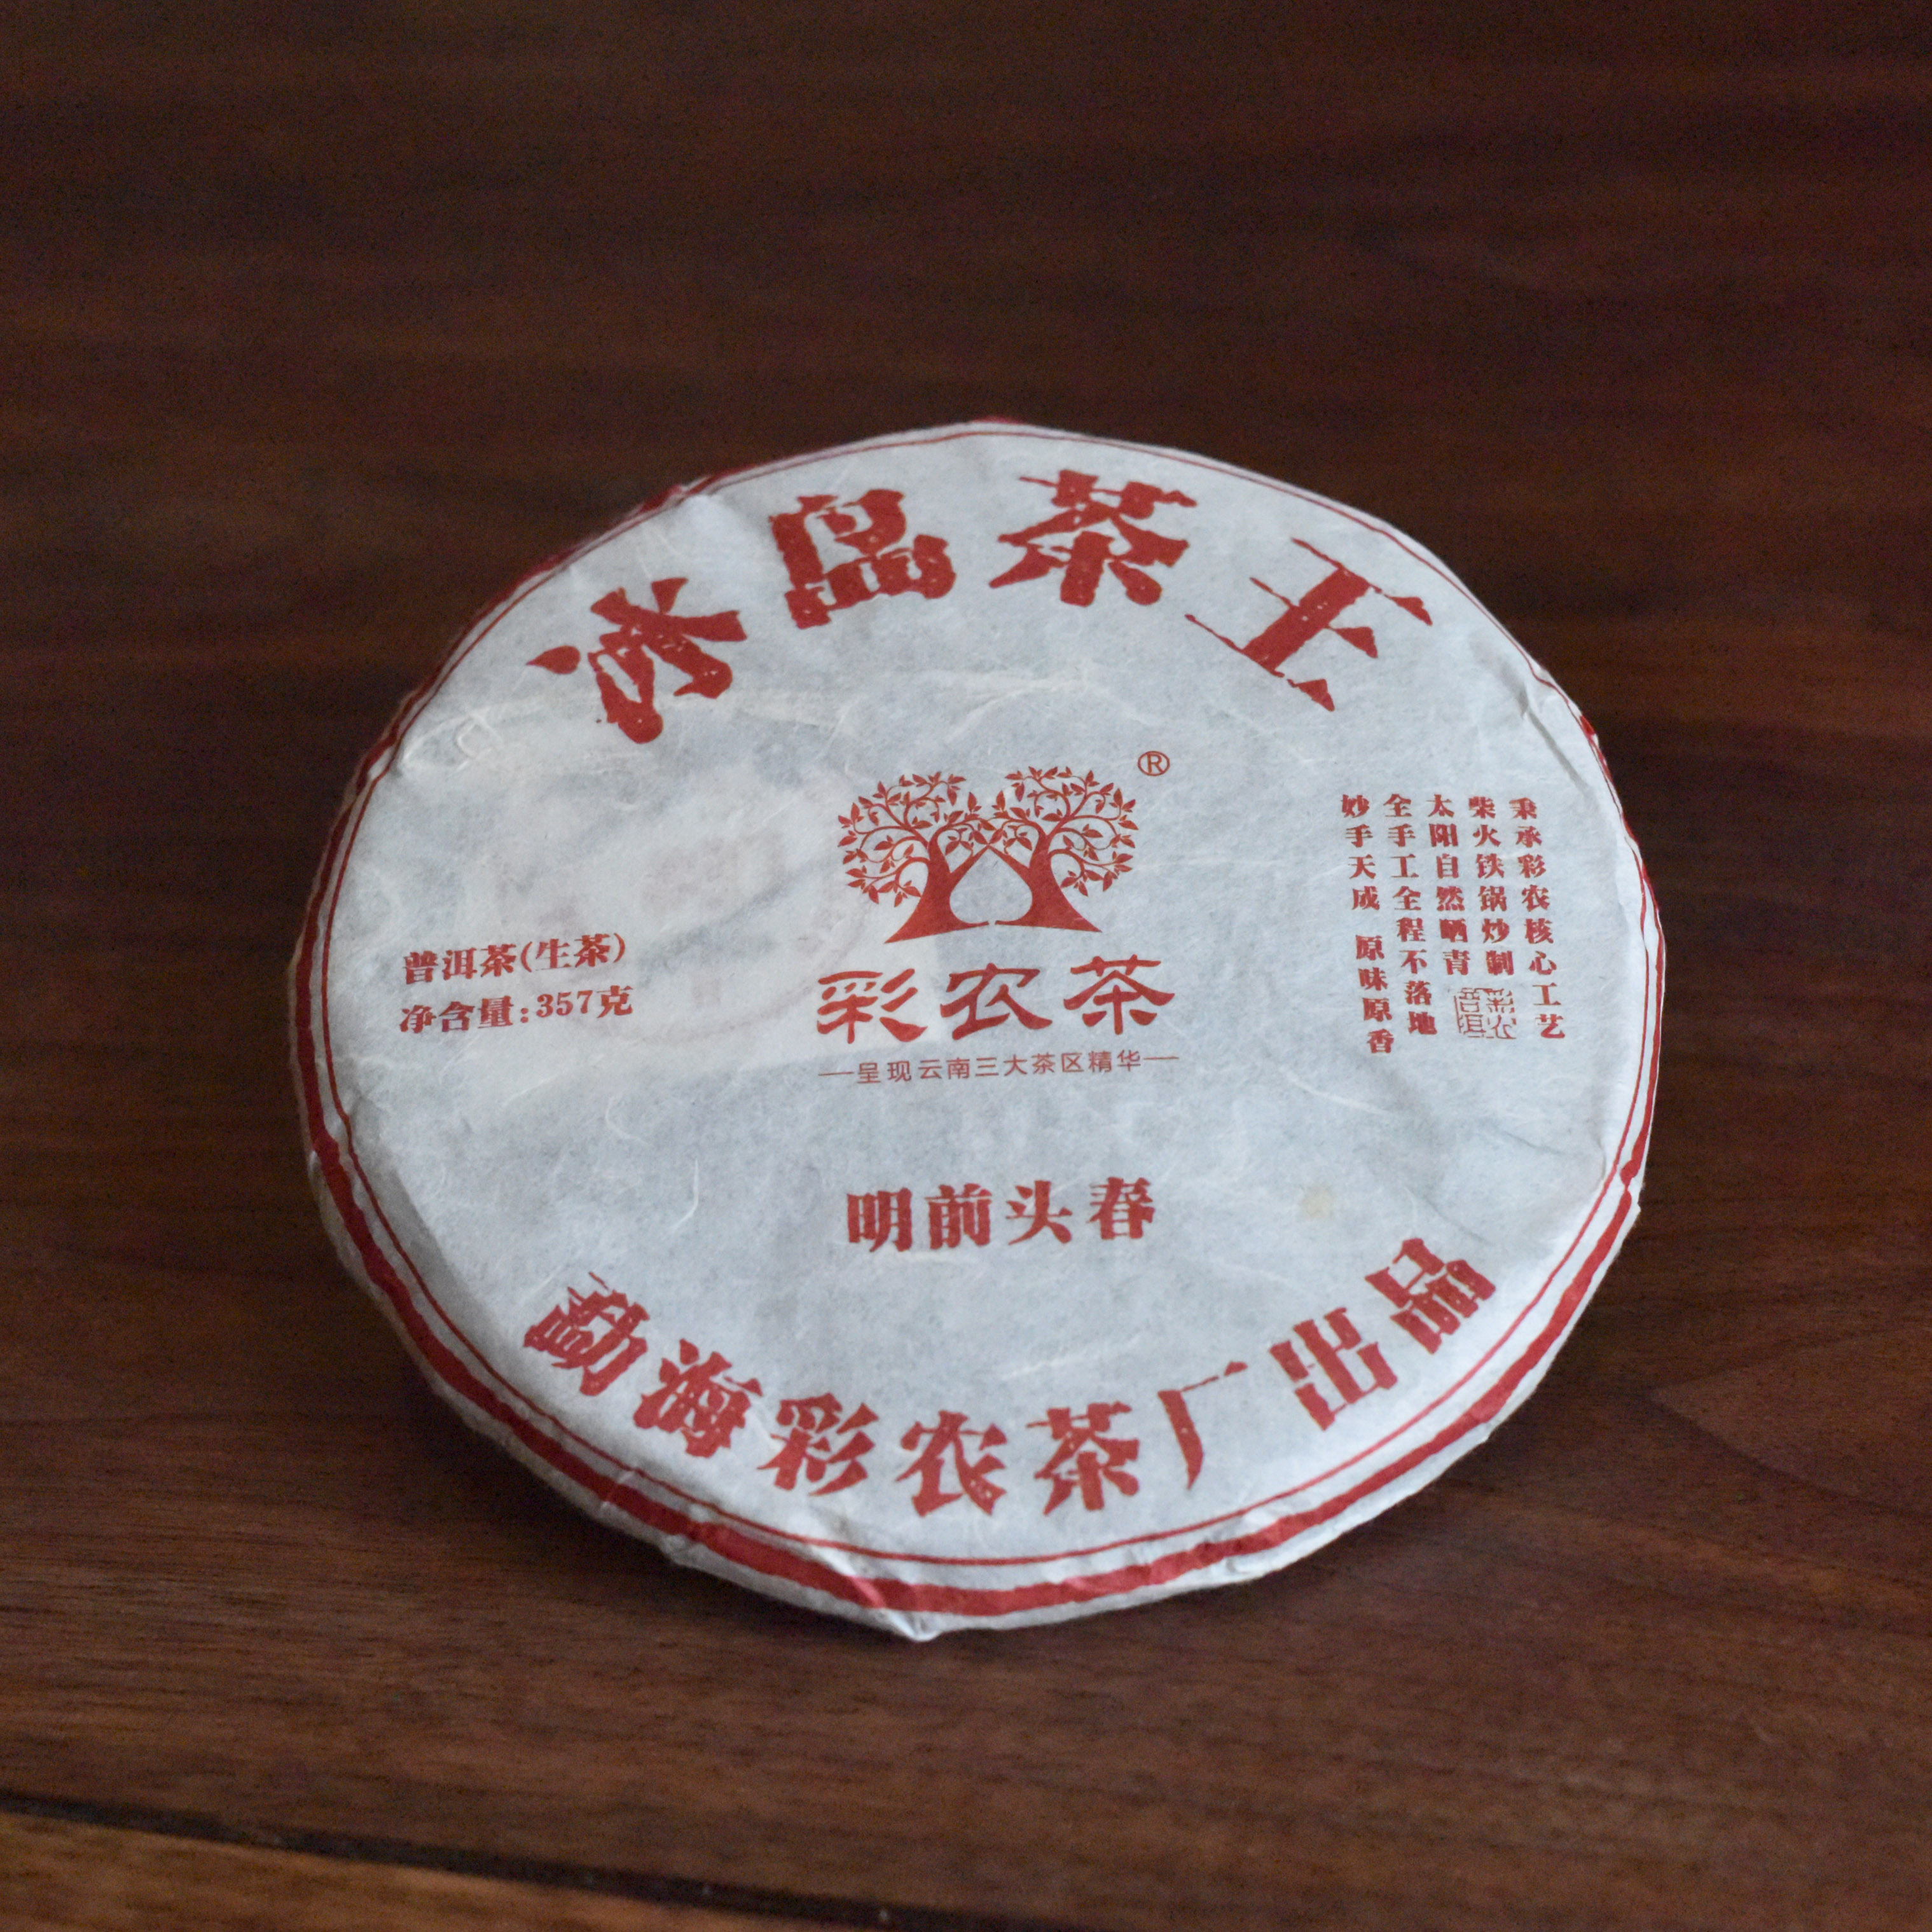 冰岛茶王
®
彩农茶
呈现云南三大茶区精华
普洱茶(生茶)
净含量:357克
秉承彩农核心工艺
柴火铁锅炒制
太阳自然晒青
全手工全程不落地
妙手天成 原味原香
彩农
普洱
明前头春
勐海彩农茶厂出品